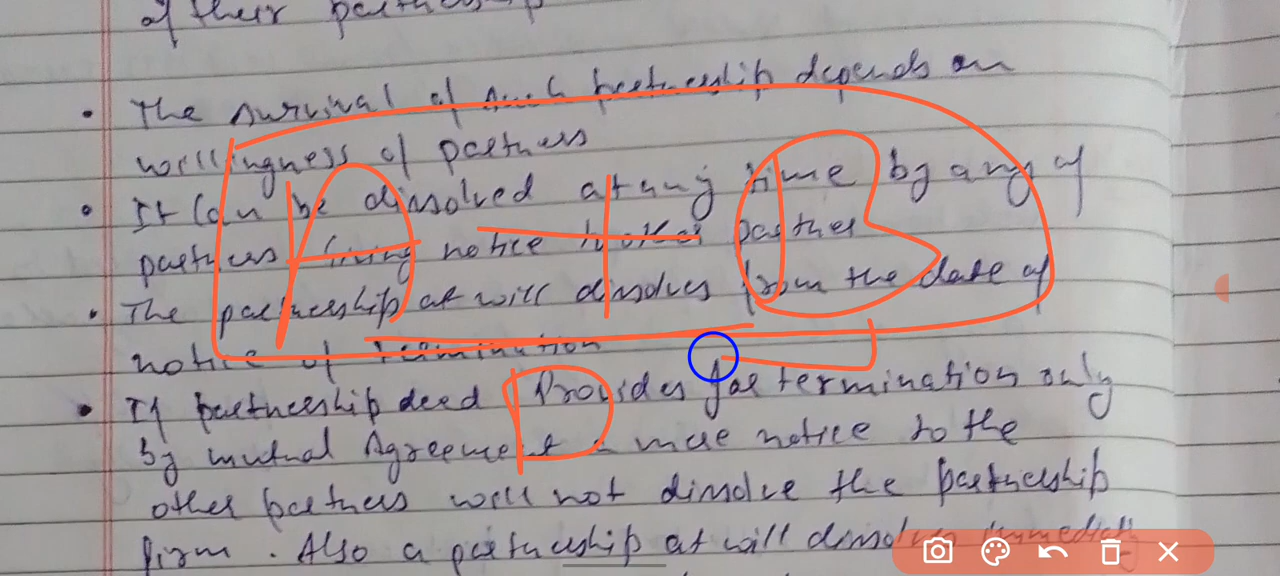 of their partnership
• The survival of such partnership depends on
willingness of partners
• It can be dissolved at any time by any of
partners giving notice to other partner
• The partnership at will dissolves from the date of
notice of termination
• If partnership deed Provides for termination only
by mutual Agreement a mere notice to the
other partners will not dissolve the partnership
firm. Also a partnership at will dissolves immediately
A + B
D